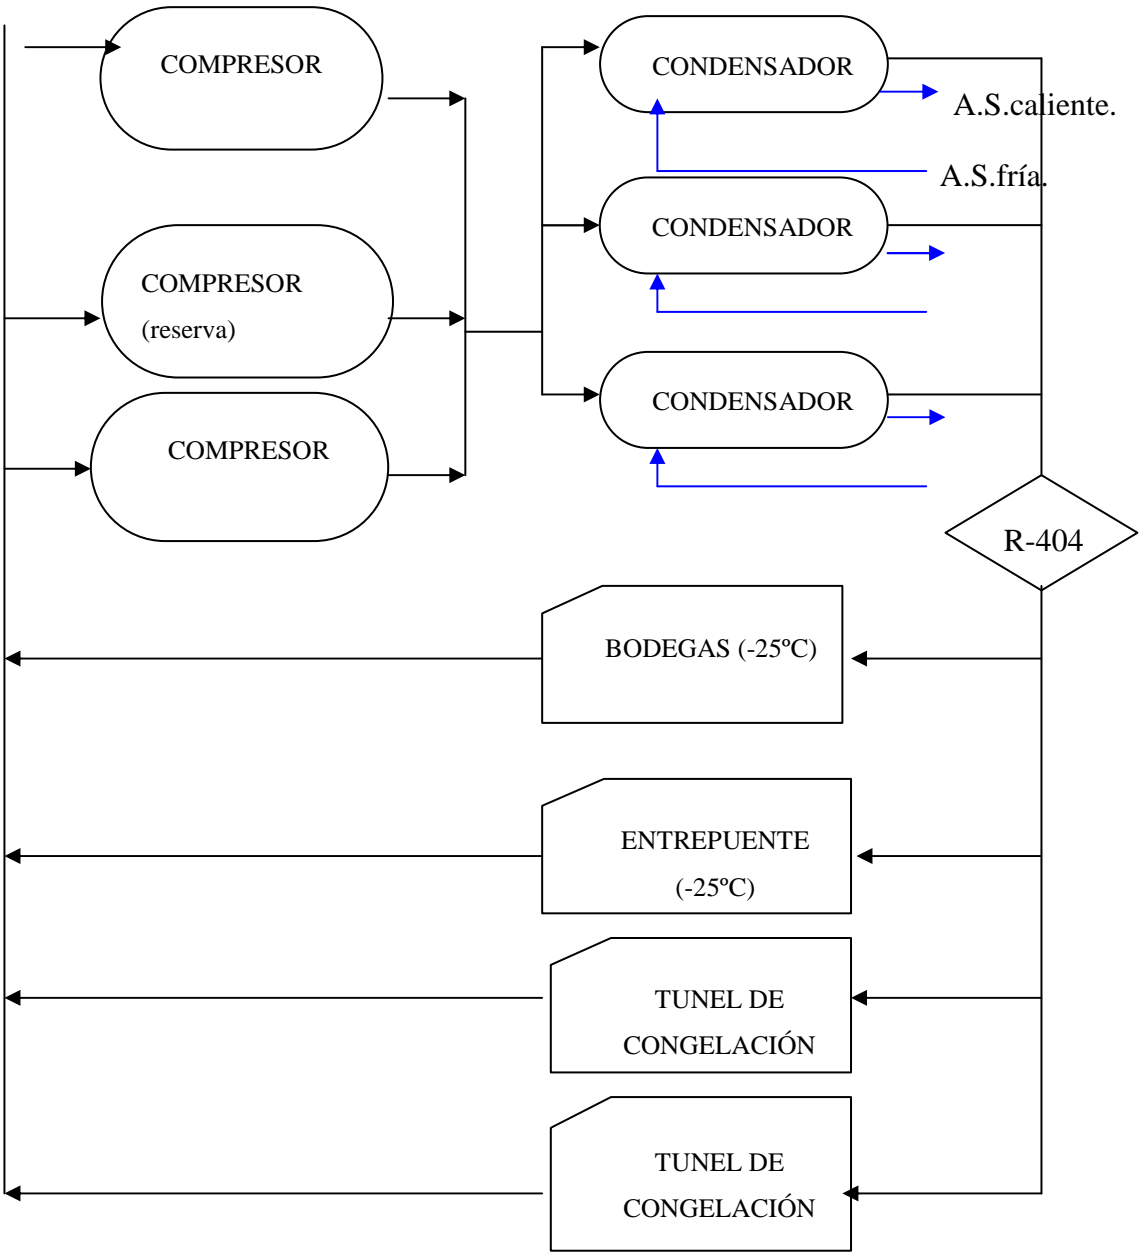 COMPRESOR
CONDENSADOR
A.S.caliente.
A.S.fría.
CONDENSADOR
COMPRESOR
(reserva)
CONDENSADOR
COMPRESOR
R-404
BODEGAS (-25ºC)
ENTREPUENTE
(-25ºC)
TUNEL DE
CONGELACIÓN
TUNEL DE
CONGELACIÓN